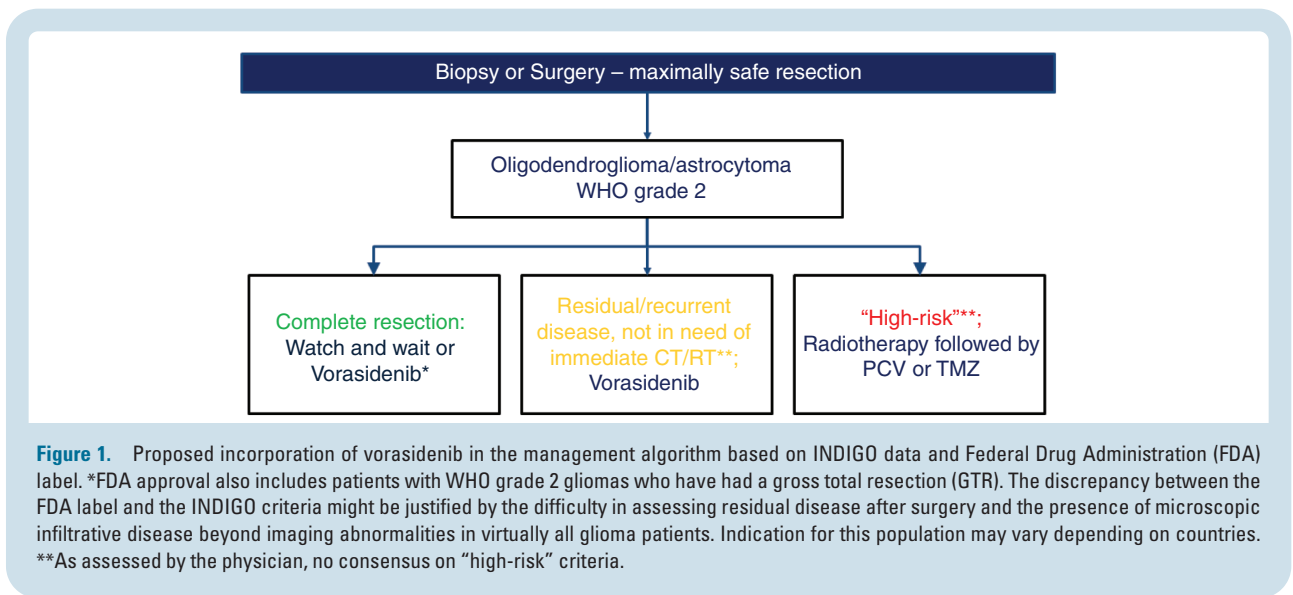 Biopsy or Surgery – maximally safe resection
Oligodendroglioma/astrocytoma
WHO grade 2
Complete resection:
Watch and wait or
Vorasidenib*
Residual/recurrent
disease, not in need of
immediate CT/RT**;
Vorasidenib
“High-risk”**;
Radiotherapy followed by
PCV or TMZ
Figure 1. Proposed incorporation of vorasidenib in the management algorithm based on INDIGO data and Federal Drug Administration (FDA)
label. *FDA approval also includes patients with WHO grade 2 gliomas who have had a gross total resection (GTR). The discrepancy between the
FDA label and the INDIGO criteria might be justified by the difficulty in assessing residual disease after surgery and the presence of microscopic
infiltrative disease beyond imaging abnormalities in virtually all glioma patients. Indication for this population may vary depending on countries.
**As assessed by the physician, no consensus on “high-risk” criteria.